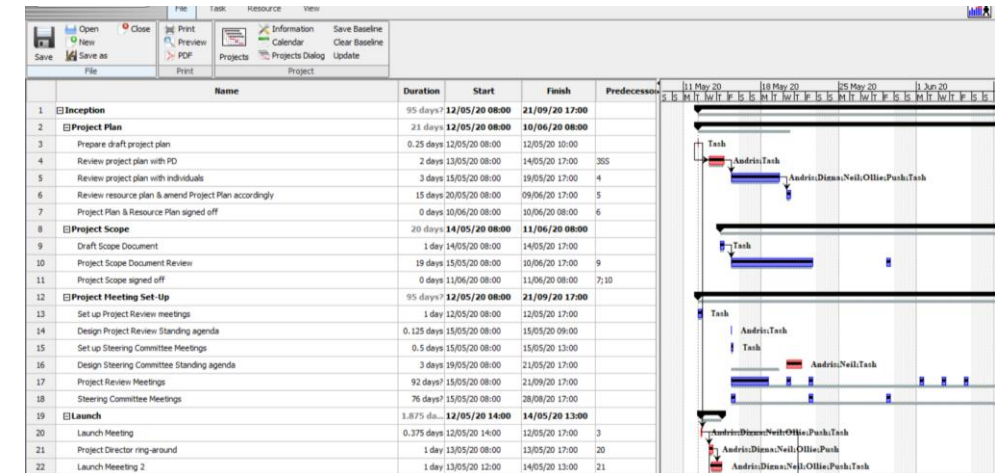 File Task Resource View
Save Open New Save as Close Print Preview PDF Projects Information Calendar Projects Dialog Save Baseline Clear Baseline Update
File Print Project
Name Duration Start Finish Predecessor
11 May 20 18 May 20 25 May 20 1 Jun 20
S S M T W T F S S M T W T F S S M T W T F S S M T W T F S S
1 Inception 95 days? 12/05/20 08:00 21/09/20 17:00
2 Project Plan 21 days 12/05/20 08:00 10/06/20 08:00
3 Prepare draft project plan 0.25 days 12/05/20 08:00 12/05/20 10:00 Tash
4 Review project plan with PD 2 days 13/05/20 08:00 14/05/20 17:00 3SS Andris;Tash
5 Review project plan with individuals 3 days 15/05/20 08:00 19/05/20 17:00 4 Andris;Digna;Neil;Ollie;Push;Tash
6 Review resource plan & amend Project Plan accordingly 15 days 20/05/20 08:00 09/06/20 17:00 5
7 Project Plan & Resource Plan signed off 0 days 10/06/20 08:00 10/06/20 08:00 6
8 Project Scope 20 days 14/05/20 08:00 11/06/20 08:00
9 Draft Scope Document 1 day 14/05/20 08:00 14/05/20 17:00 Tash
10 Project Scope Document Review 19 days 15/05/20 08:00 10/06/20 17:00 9
11 Project Scope signed off 0 days 11/06/20 08:00 11/06/20 08:00 7;10
12 Project Meeting Set-Up 95 days? 12/05/20 08:00 21/09/20 17:00
13 Set up Project Review meetings 1 day 12/05/20 08:00 12/05/20 17:00 Tash
14 Design Project Review Standing agenda 0.125 days 15/05/20 08:00 15/05/20 09:00 Andris;Tash
15 Set up Steering Committee Meetings 0.5 days 15/05/20 08:00 15/05/20 13:00 Tash
16 Design Steering Committee Standing agenda 3 days 19/05/20 08:00 21/05/20 17:00 Andris;Neil;Tash
17 Project Review Meetings 92 days? 15/05/20 08:00 21/09/20 17:00
18 Steering Committee Meetings 76 days? 15/05/20 08:00 28/08/20 17:00
19 Launch 1.875 da... 12/05/20 14:00 14/05/20 13:00
20 Launch Meeting 0.375 days 12/05/20 14:00 12/05/20 17:00 3 Andris;Digna;Neil;Ollie;Push;Tash
21 Project Director ring-around 1 day 13/05/20 08:00 13/05/20 17:00 20 Andris;Digna;Neil;Ollie;Push
22 Launch Meeeting 2 1 day 13/05/20 12:00 14/05/20 13:00 21 Andris;Digna;Neil;Ollie;Push;Tash